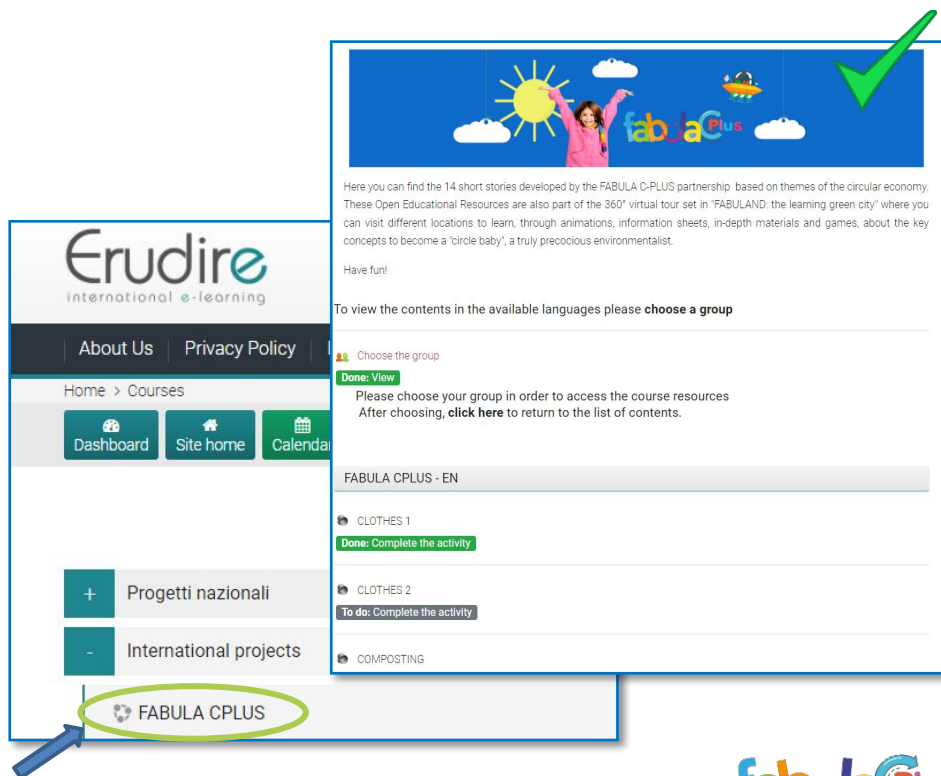 Erudire
international e-learning
About Us Privacy Policy
Home > Courses
Dashboard Site home Calenda
+ Progetti nazionali
- International projects
FABULA CPLUS
fabulaCPlus
Here you can find the 14 short stories developed by the FABULA C-PLUS partnership based on themes of the circular economy.
These Open Educational Resources are also part of the 360° virtual tour set in "FABULAND: the learning green city" where you
can visit different locations to learn, through animations, information sheets, in-depth materials and games, about the key
concepts to become a "circle baby", a truly precocious environmentalist.
Have fun!
To view the contents in the available languages please choose a group
Choose the group
Done: View
Please choose your group in order to access the course resources
After choosing, click here to return to the list of contents.
FABULA CPLUS - EN
CLOTHES 1
Done: Complete the activity
CLOTHES 2
To do: Complete the activity
COMPOSTING